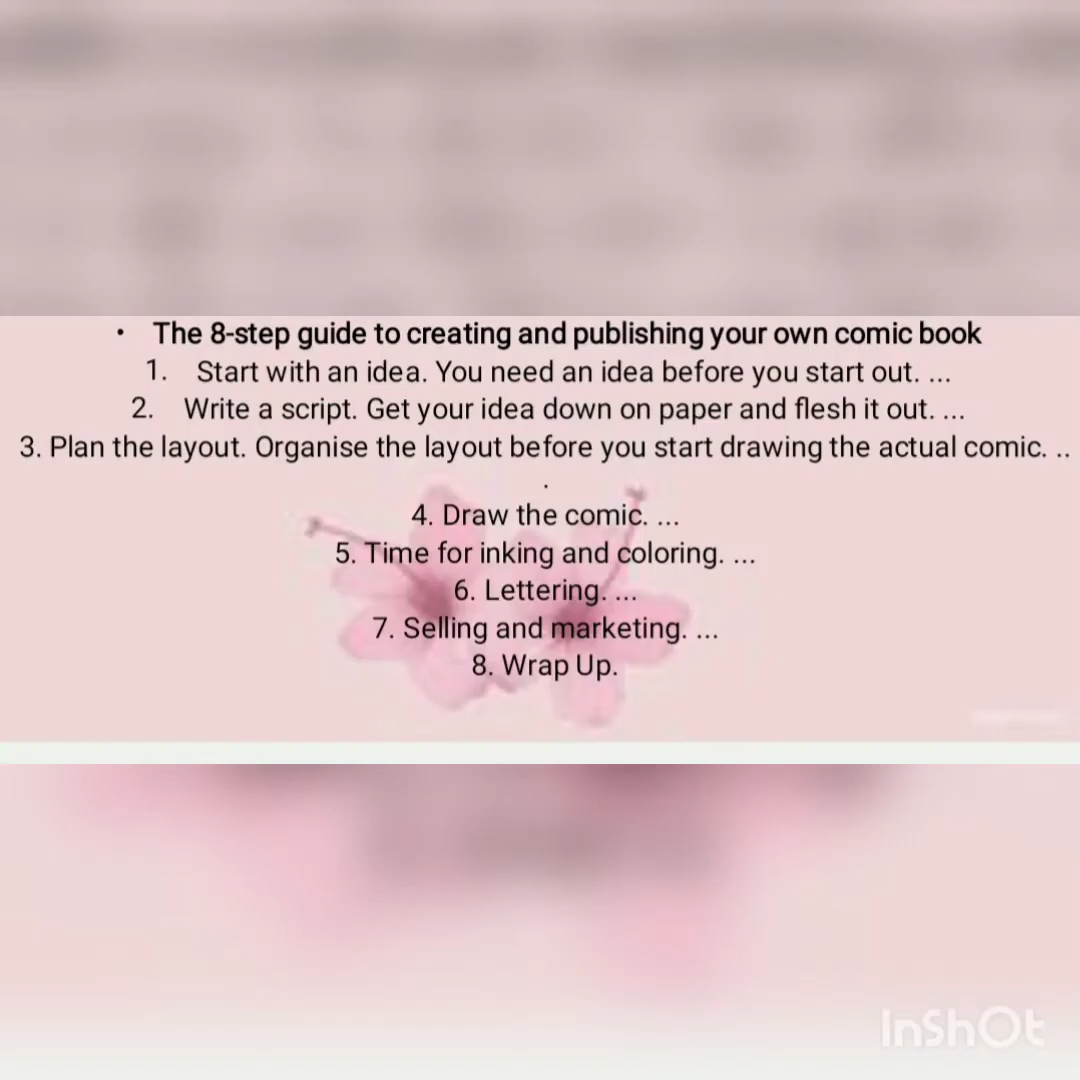 • The 8-step guide to creating and publishing your own comic book
1. Start with an idea. You need an idea before you start out. ...
2. Write a script. Get your idea down on paper and flesh it out. ...
3. Plan the layout. Organise the layout before you start drawing the actual comic. ..
.
4. Draw the comic. ...
5. Time for inking and coloring. ...
6. Lettering. ...
7. Selling and marketing. ...
8. Wrap Up.
InShOt